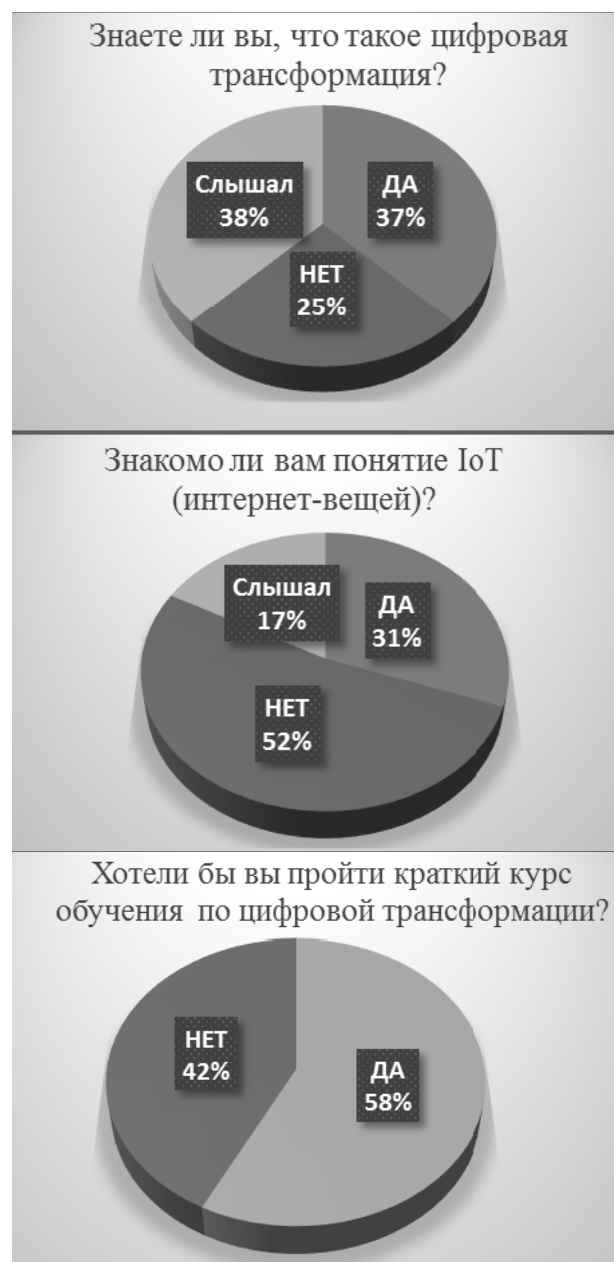 Знаете ли вы, что такое цифровая
трансформация?
Слышал
38%
ДА
37%
НЕТ
25%
Знакомо ли вам понятие IoT
(интернет-вещей)?
Слышал
17%
ДА
31%
НЕТ
52%
Хотели бы вы пройти краткий курс
обучения по цифровой трансформации?
НЕТ
42%
ДА
58%